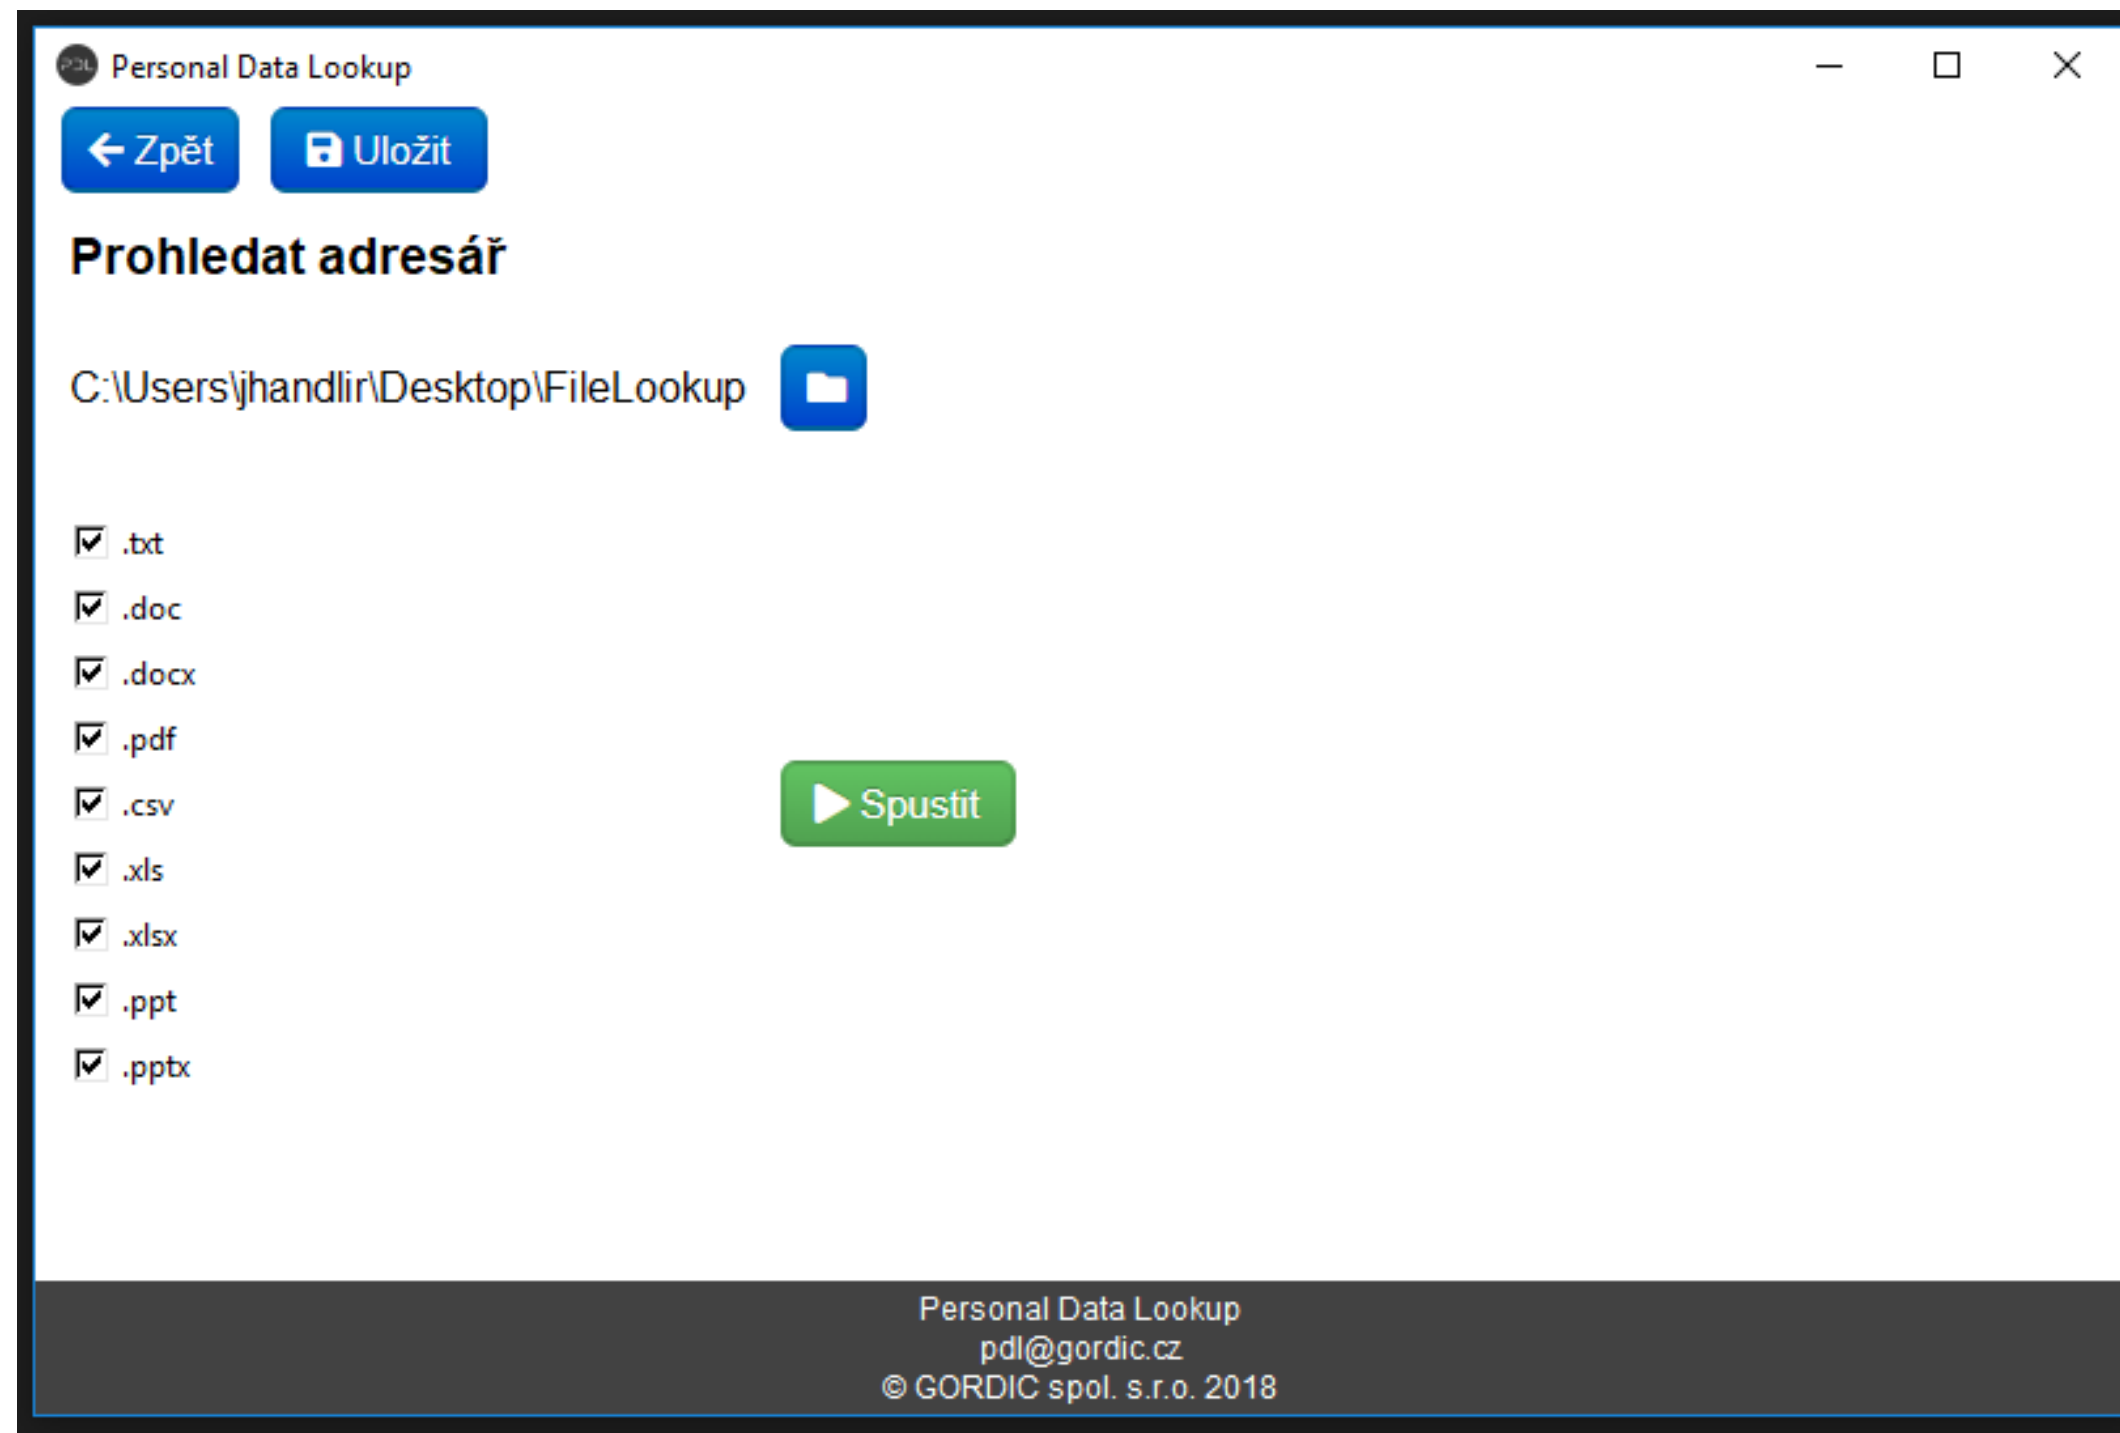 PDL Personal Data Lookup
Zpět Uložit
Prohledat adresář
C:\Users\jhandlir\Desktop\FileLookup
.txt
.doc
.docx
.pdf
.csv
Spustit
.xls
.xlsx
.ppt
.pptx
Personal Data Lookup
pdl@gordic.cz
© GORDIC spol. s.r.o. 2018